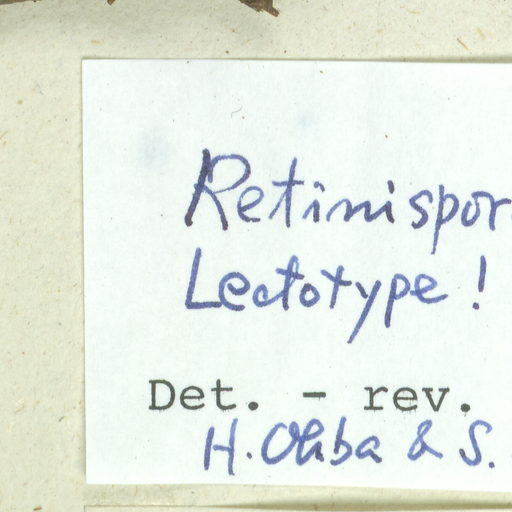 Retinispor
Lectotype !
Det. - rev.
H. Ohba & S.